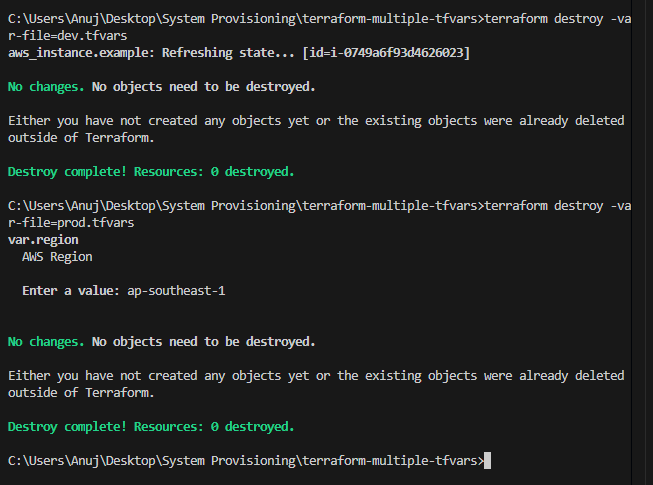 C:\Users\Anuj\Desktop\System Provisioning\terraform-multiple-tfvars>terraform destroy -va
r-file=dev.tfvars
aws_instance.example: Refreshing state... [id=i-0749a6f93d4626023]
No changes. No objects need to be destroyed.
Either you have not created any objects yet or the existing objects were already deleted
outside of Terraform.
Destroy complete! Resources: 0 destroyed.
C:\Users\Anuj\Desktop\System Provisioning\terraform-multiple-tfvars>terraform destroy -va
r-file=prod.tfvars
var.region
AWS Region
Enter a value: ap-southeast-1
No changes. No objects need to be destroyed.
Either you have not created any objects yet or the existing objects were already deleted
outside of Terraform.
Destroy complete! Resources: 0 destroyed.
C:\Users\Anuj\Desktop\System Provisioning\terraform-multiple-tfvars>